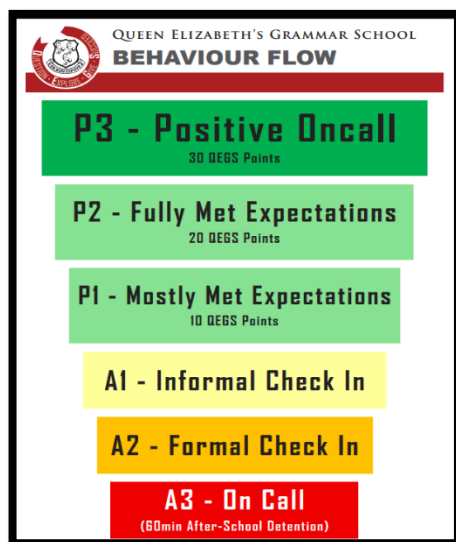 QUEEN ELIZABETH'S GRAMMAR SCHOOL
BEHAVIOUR FLOW
P3 - Positive Oncall
30 QEGS Points
P2 - Fully Met Expectations
20 QEGS Points
P1 - Mostly Met Expectations
10 QEGS Points
A1 - Informal Check In
A2 - Formal Check In
A3 - On Call
(60min After-School Detention)